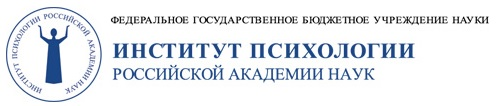 ФЕДЕРАЛЬНОЕ ГОСУДАРСТВЕННОЕ БЮДЖЕТНОЕ УЧРЕЖДЕНИЕ НАУКИ
ИНСТИТУТ ПСИХОЛОГИИ
РОССИЙСКОЙ АКАДЕМИИ НАУК
ИНСТИТУТ ПСИХОЛОГИИ РОССИЙСКОЙ АКАДЕМИИ НАУК